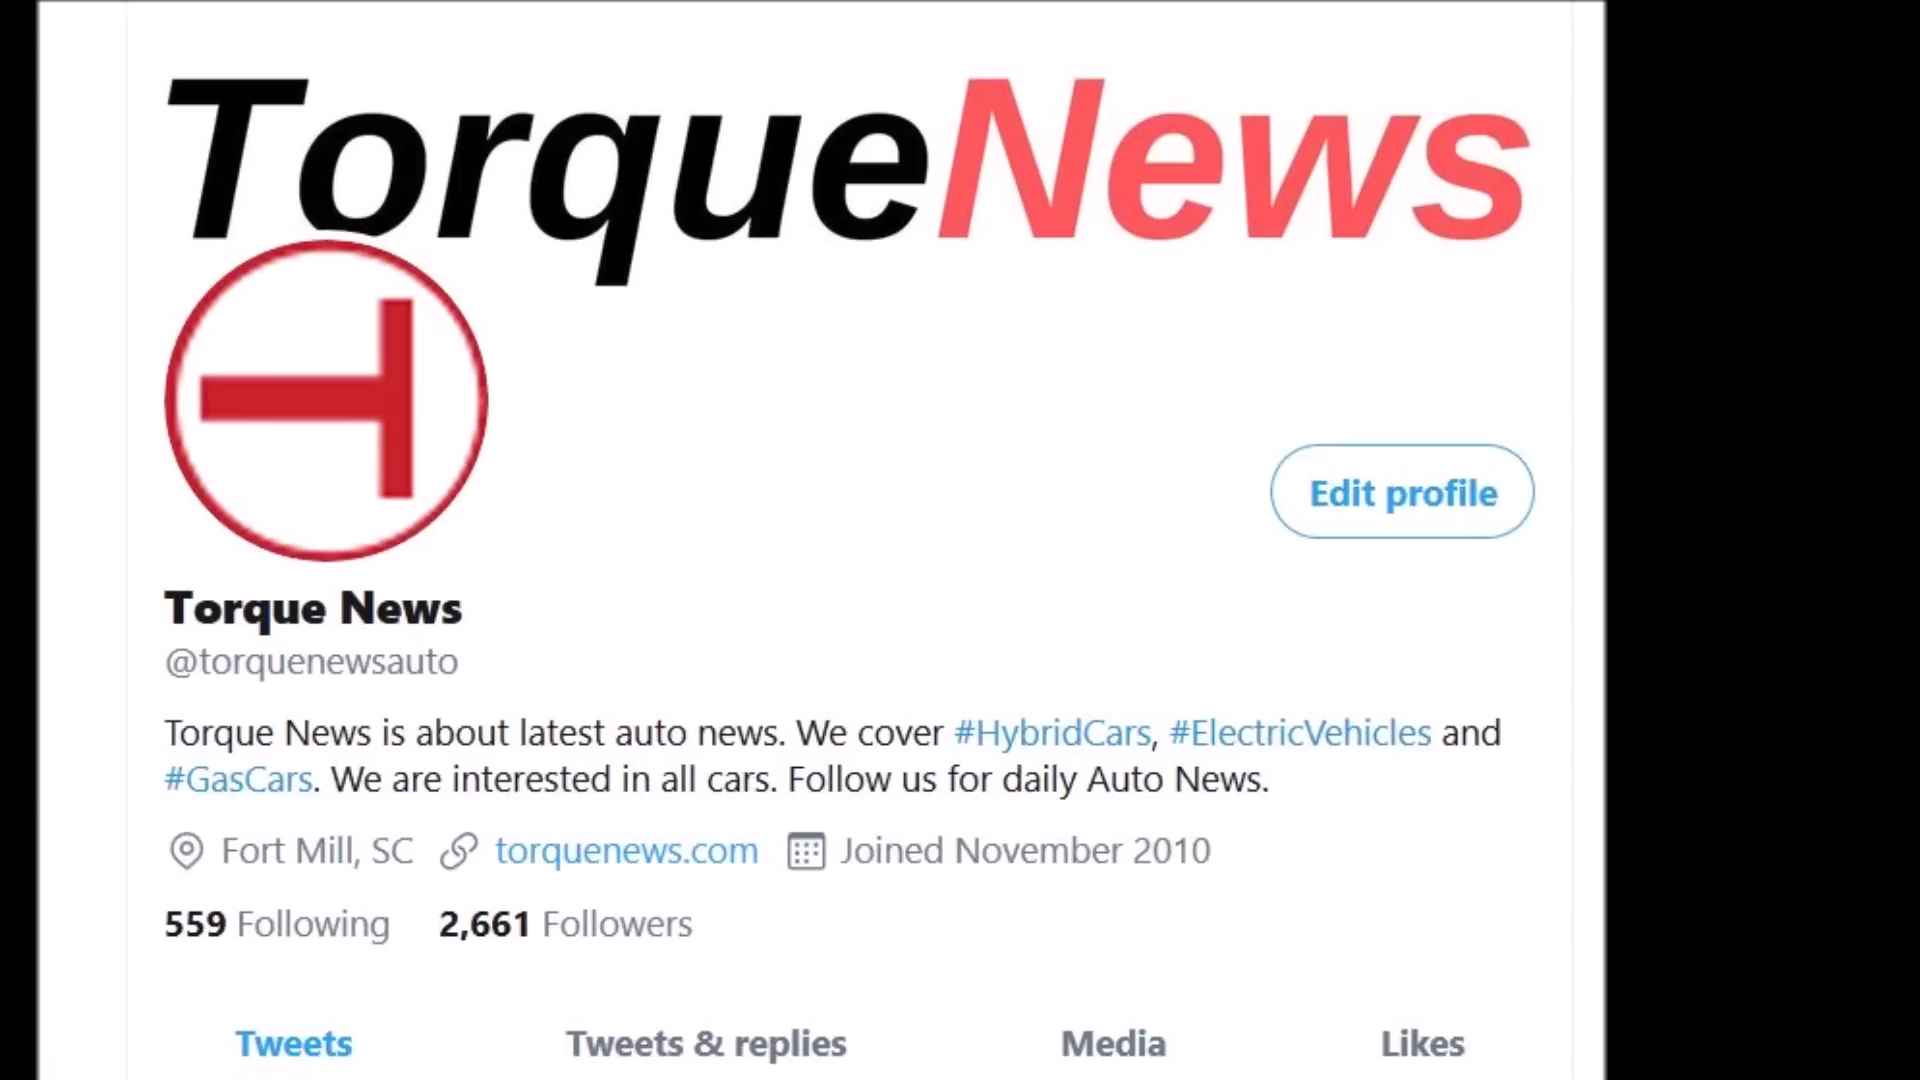 TorqueNews
T
Edit profile
Torque News
@torquenewsauto
Torque News is about latest auto news. We cover #HybridCars, #ElectricVehicles and
#GasCars. We are interested in all cars. Follow us for daily Auto News.
Fort Mill, SC torquenews.com Joined November 2010
559 Following 2,661 Followers
Tweets Tweets & replies Media Likes